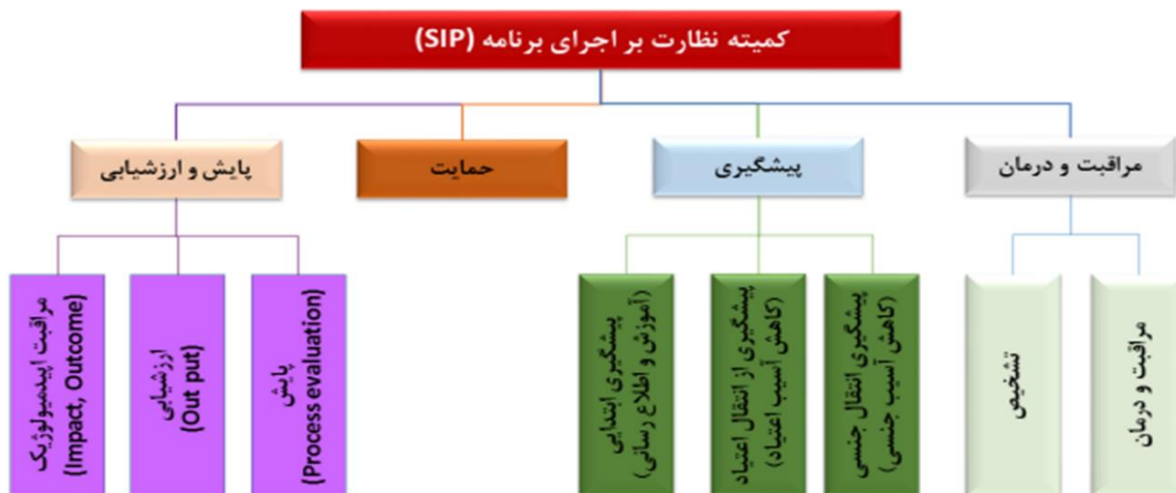 کمیته نظارت بر اجرای برنامه (SIP)
مراقبت و درمان
پیشگیری
حمایت
پایش و ارزشیابی
مراقبت و درمان
تشخیص
پیشگیری انتقال جنسی
(کاهش آسیب جنسی)
پیشگیری از انتقال اعتیاد
(کاهش آسیب اعتیاد)
پیشگیری ابتدایی
(آموزش و اطلاع رسانی)
پایش
(Process evaluation)
ارزشیابی
(Out put)
مراقبت اپیدمیولوژیک
(Impact, Outcome)